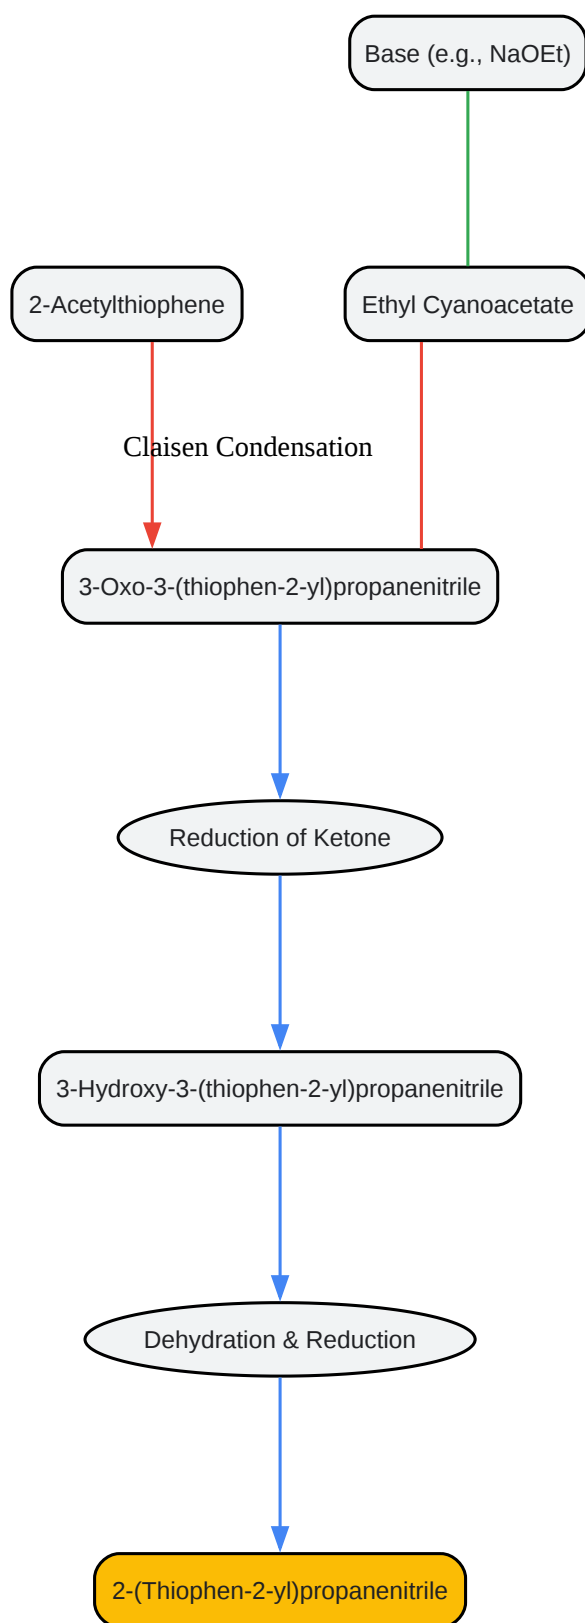 Base (e.g., NaOEt)
2-Acetylthiophene
Ethyl Cyanoacetate
Claisen Condensation
3-Oxo-3-(thiophen-2-yl)propanenitrile
Reduction of Ketone
3-Hydroxy-3-(thiophen-2-yl)propanenitrile
Dehydration & Reduction
2-(Thiophen-2-yl)propanenitrile